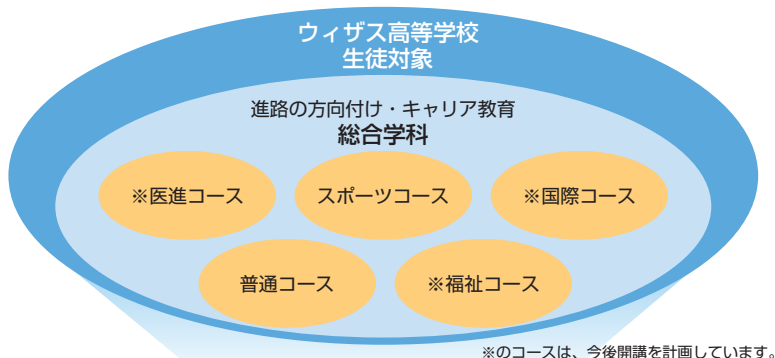 ウィザス高等学校
生徒対象
進路の方向付け・キャリア教育
総合学科
※医進コース
スポーツコース
※国際コース
普通コース
※福祉コース
※のコースは、今後開講を計画しています。